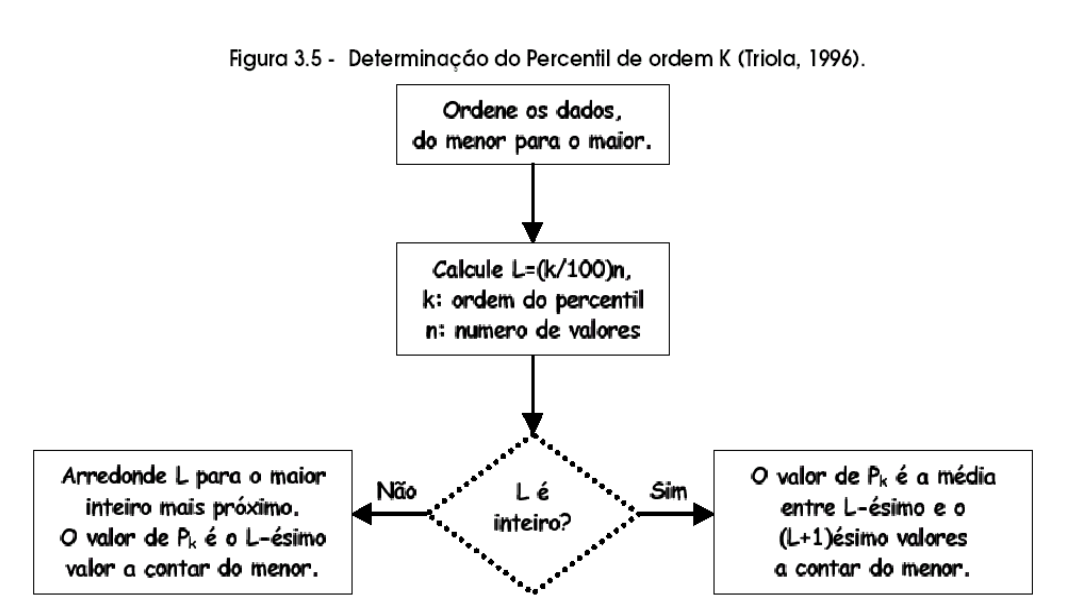 Figura 3.5 - Determinação do Percentil de ordem K (Triola, 1996).
Ordene os dados,
do menor para o maior.
Calcule L=(k/100)n,
k: ordem do percentil
n: numero de valores
L é
inteiro?
Não
Sim
Arredonde L para o maior
inteiro mais próximo.
O valor de Pₖ é o L-ésimo
valor a contar do menor.
O valor de Pₖ é a média
entre L-ésimo e o
(L+1)ésimo valores
a contar do menor.